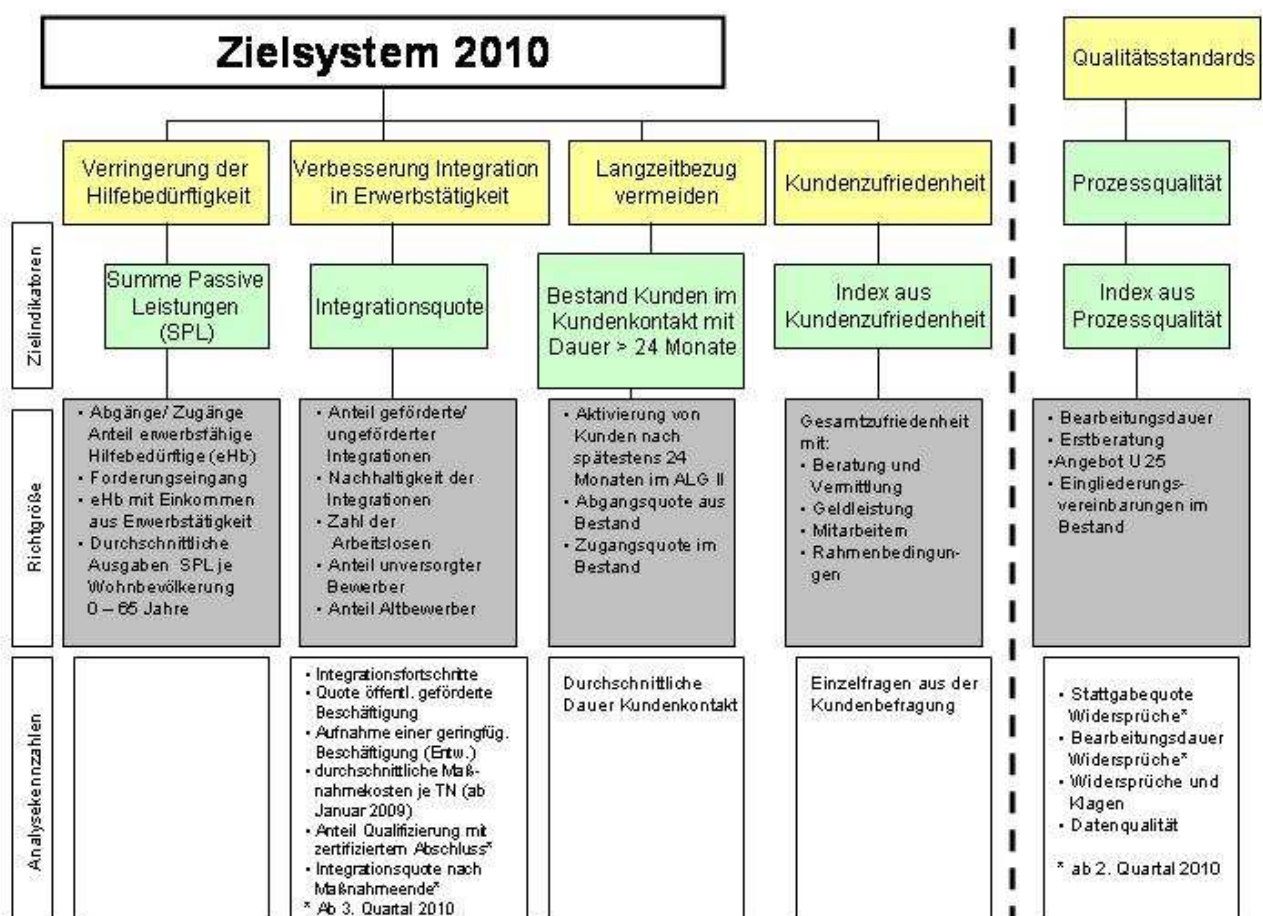 Zielsystem 2010
Qualitätsstandards
Verringerung der
Hilfebedürftigkeit
Verbesserung Integration
in Erwerbstätigkeit
Langzeitbezug
vermeiden
Kundenzufriedenheit
Prozessqualität
Zielindikatoren
Summe Passive
Leistungen
(SPL)
Integrationsquote
Bestand Kunden im
Kundenkontakt mit
Dauer > 24 Monate
Index aus
Kundenzufriedenheit
Index aus
Prozessqualität
Richtgröße
• Abgänge/ Zugänge
Anteil erwerbsfähige
Hilfebedürftige (eHb)
• Forderungseingang
• eHb mit Einkommen
aus Erwerbstätigkeit
• Durchschnittliche
Ausgaben SPL je
Wohnbevölkerung
0 – 65 Jahre
• Anteil geförderte/
ungeförderter
Integrationen
• Nachhaltigkeit der
Integrationen
• Zahl der
Arbeitslosen
• Anteil unversorgter
Bewerber
• Anteil Altbewerber
• Aktivierung von
Kunden nach
spätestens 24
Monaten im ALG II
• Abgangsquote aus
Bestand
• Zugangsquote im
Bestand
Gesamtzufriedenheit
mit:
• Beratung und
Vermittlung
• Geldleistung
• Mitarbeitern
• Rahmenbedingun-
gen
• Bearbeitungsdauer
• Erstberatung
•Angebot U 25
• Eingliederungs-
vereinbarungen im
Bestand
Analysekennzahlen
• Integrationsfortschritte
• Quote öffentl. geförderte
Beschäftigung
• Aufnahme einer geringfüg.
Beschäftigung (Entw.)
• durchschnittliche Maß-
nahmekosten je TN (ab
Januar 2009)
• Anteil Qualifizierung mit
zertifiziertem Abschluss*
• Integrationsquote nach
Maßnahmeende*
* Ab 3. Quartal 2010
Durchschnittliche
Dauer Kundenkontakt
Einzelfragen aus der
Kundenbefragung
• Stattgabequote
Widersprüche*
• Bearbeitungsdauer
Widersprüche*
• Widersprüche und
Klagen
• Datenqualität
* ab 2. Quartal 2010